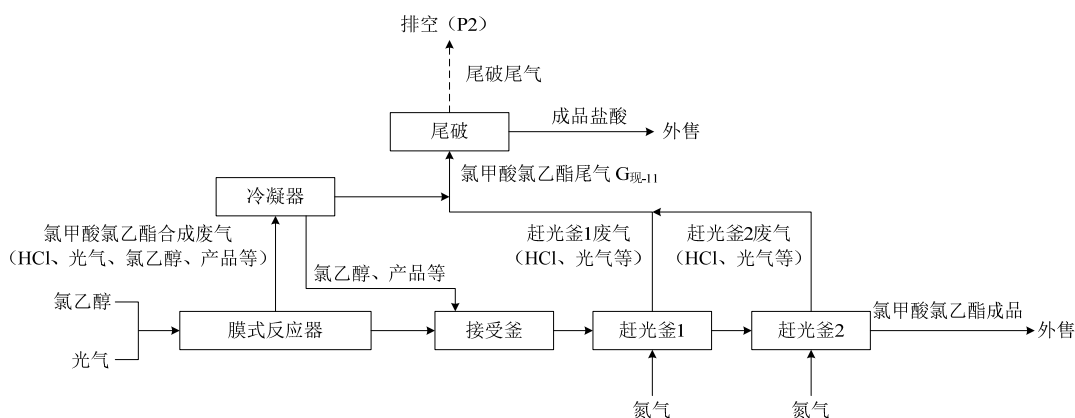 排空（P2）
尾破尾气
尾破
成品盐酸
外售
氯甲酸氯乙酯尾气 G现-11
冷凝器
氯甲酸氯乙酯合成废气
（HCl、光气、氯乙醇、产品等）
赶光釜1废气
（HCl、光气等）
赶光釜2废气
（HCl、光气等）
氯乙醇、产品等
氯乙醇
光气
膜式反应器
接受釜
赶光釜1
赶光釜2
氯甲酸氯乙酯成品
外售
氮气
氮气